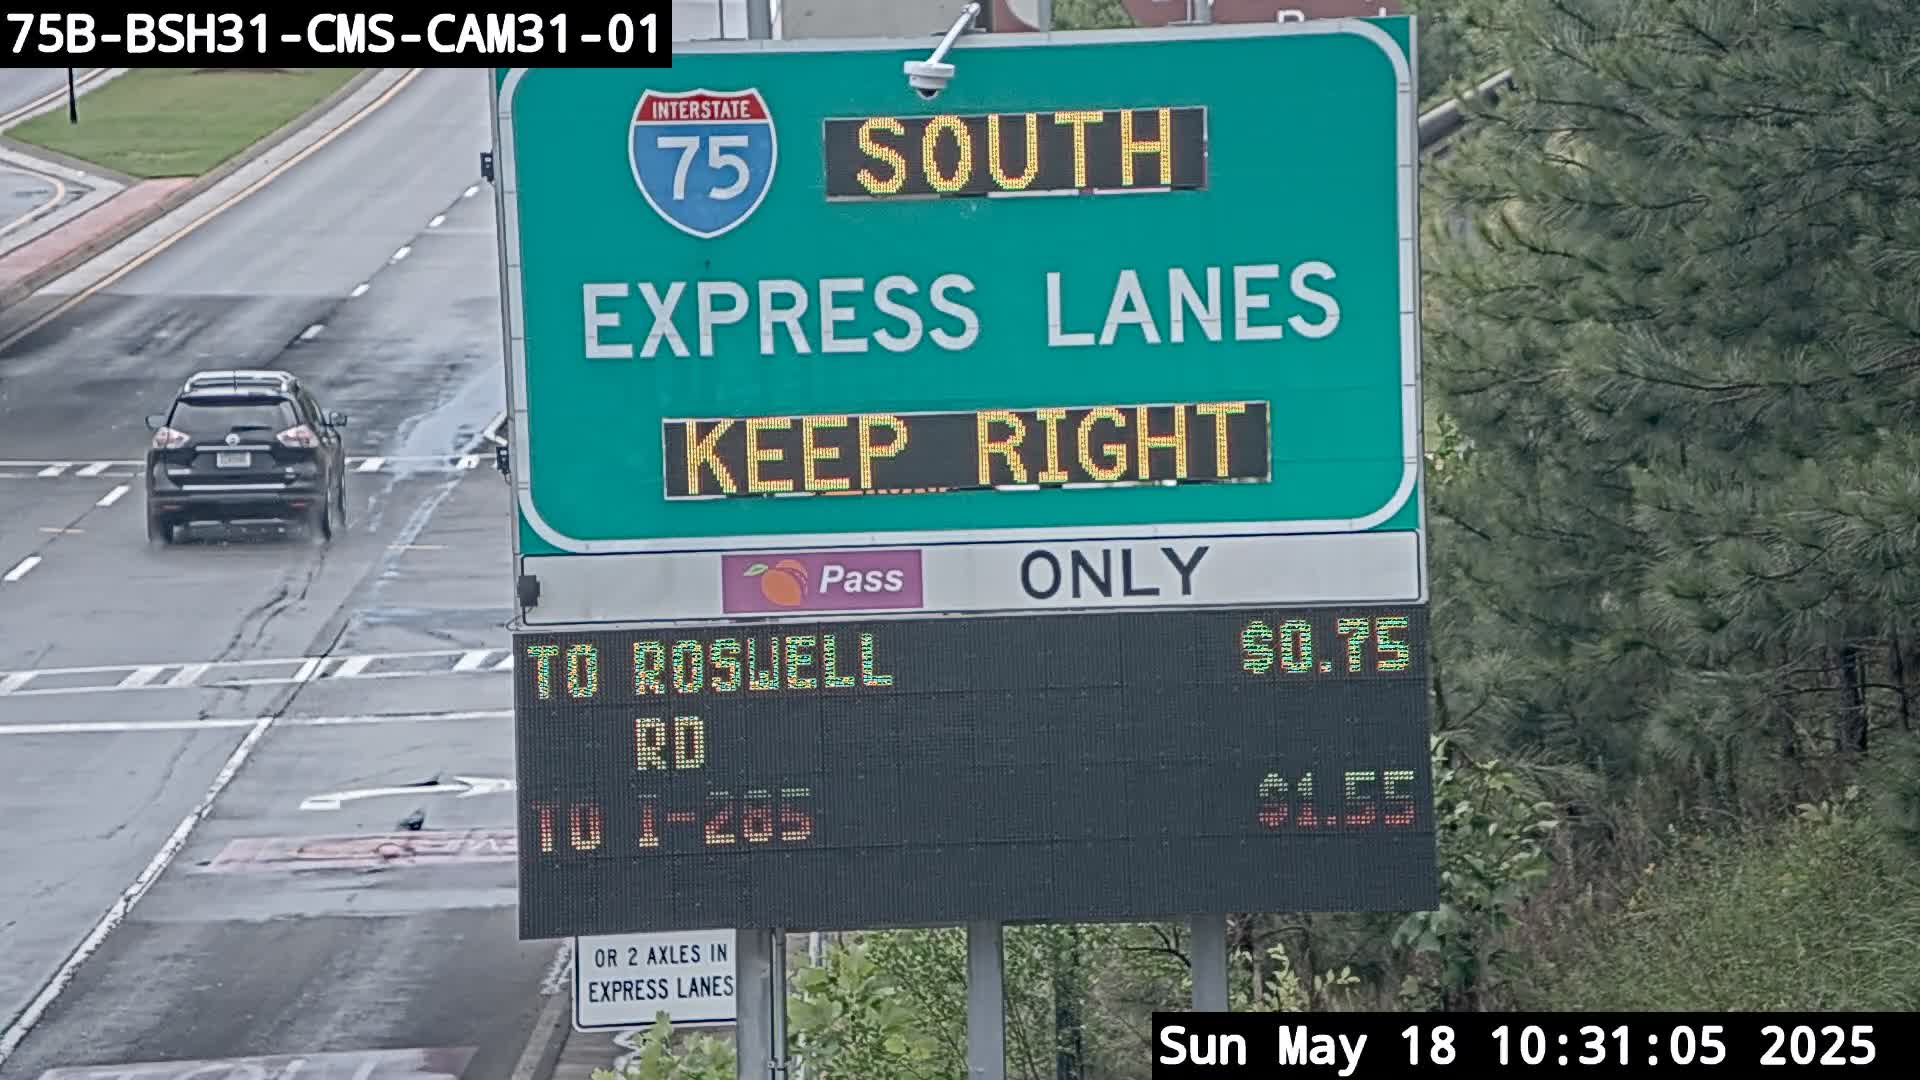 75B-BSH31-CMS-CAM31-01
INTERSTATE
75
SOUTH
EXPRESS LANES
KEEP RIGHT
Pass ONLY
TO ROSWELL $0.75
RD
TO I-285 $1.55
OR 2 AXLES IN
EXPRESS LANES
Sun May 18 10:31:05 2025